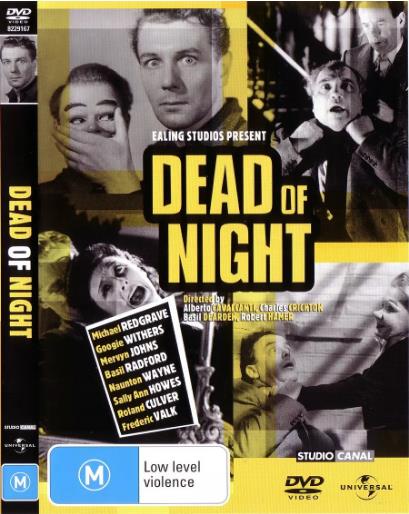 DVD
VIDEO
8229167
DEAD OF NIGHT
STUDIO CANAL
UNIVERSAL
EALING STUDIOS PRESENT
DEAD OF
NIGHT
Directed by
Alberto CAVALCANTI, Charles CRICHTON
Basil DEARDEN, Robert HAMER
Michael REDGRAVE
Googie WITHERS
Mervyn JOHNS
Basil RADFORD
Naunton WAYNE
Sally Ann HOWES
Roland CULVER
Frederic VALK
M
Low level
violence
STUDIO CANAL
DVD
VIDEO
UNIVERSAL